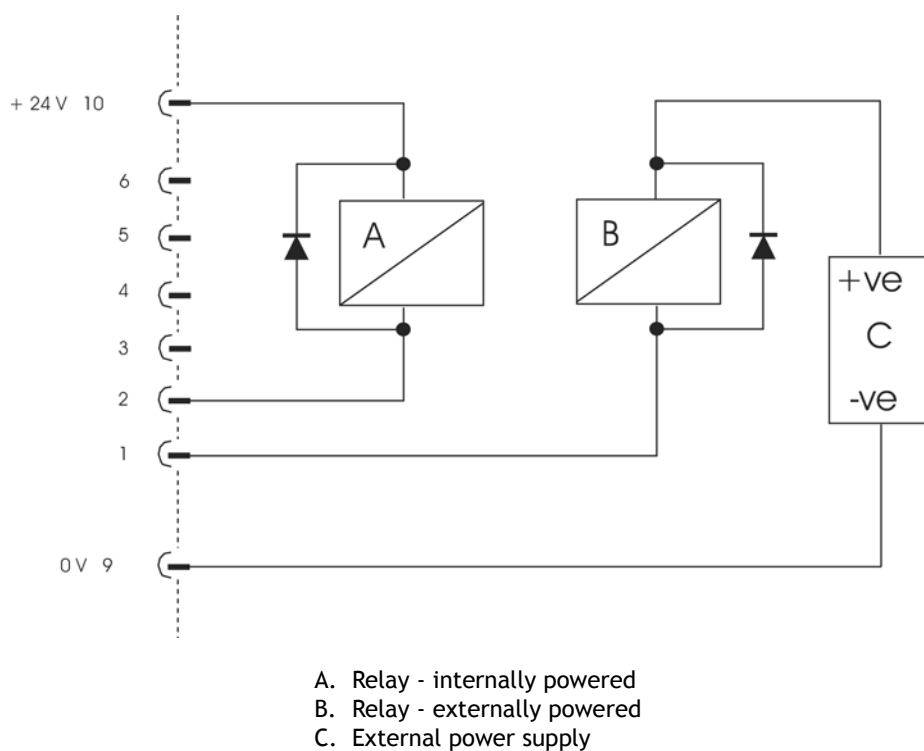 + 24 V 10
6
5
4
3
2
1
0 V 9
A
B
+ve
C
-ve
A. Relay - internally powered
B. Relay - externally powered
C. External power supply